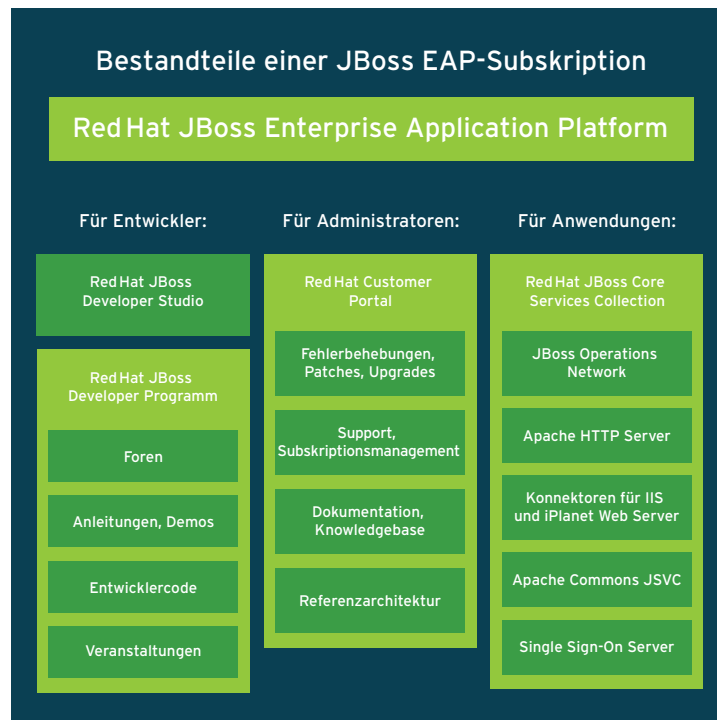 Bestandteile einer JBoss EAP-Subskription
Red Hat JBoss Enterprise Application Platform
Für Entwickler:
Red Hat JBoss
Developer Studio
Red Hat JBoss
Developer Programm
Foren
Anleitungen, Demos
Entwicklercode
Veranstaltungen
Für Administratoren:
Red Hat Customer
Portal
Fehlerbehebungen,
Patches, Upgrades
Support,
Subskriptionsmanagement
Dokumentation,
Knowledgebase
Referenzarchitektur
Für Anwendungen:
Red Hat JBoss Core
Services Collection
JBoss Operations
Network
Apache HTTP Server
Konnektoren für IIS
und iPlanet Web Server
Apache Commons JSVC
Single Sign-On Server